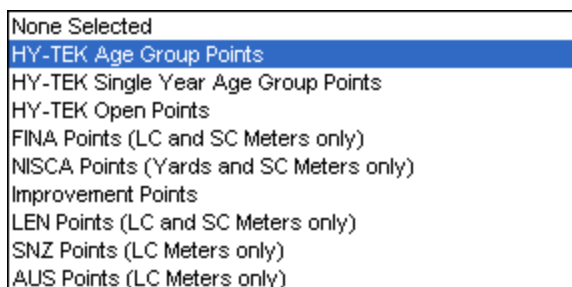 None Selected
HY-TEK Age Group Points
HY-TEK Single Year Age Group Points
HY-TEK Open Points
FINA Points (LC and SC Meters only)
NISCA Points (Yards and SC Meters only)
Improvement Points
LEN Points (LC and SC Meters only)
SNZ Points (LC Meters only)
AUS Points (LC Meters only)